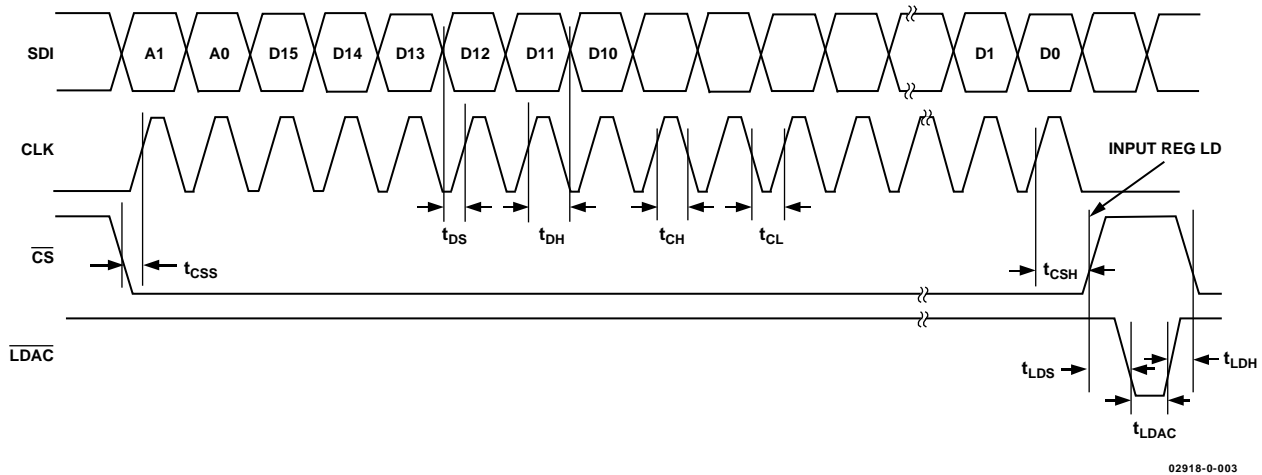 SDI A1 A0 D15 D14 D13 D12 D11 D10 D1 D0
CLK
INPUT REG LD
tDS tDH tCH tCL
CS
tCSS
tCSH
LDAC
tLDS
tLDH
tLDAC
02918-0-003